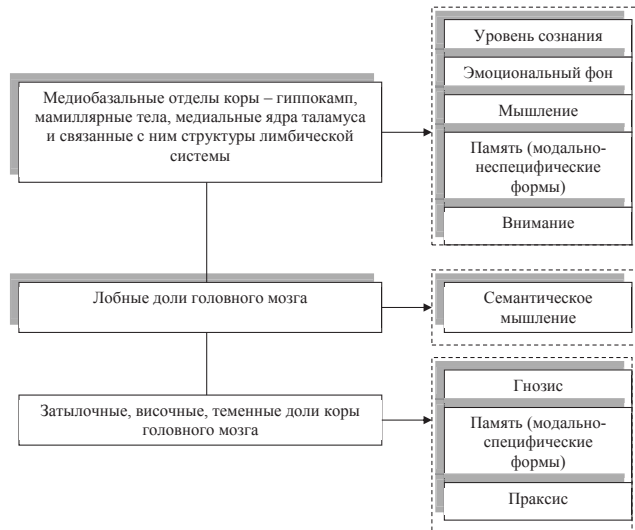 Медиобазальные отделы коры – гиппокамп,
мамиллярные тела, медиальные ядра таламуса
и связанные с ним структуры лимбической
системы
Уровень сознания
Эмоциональный фон
Мышление
Память (модально-
неспецифические
формы)
Внимание
Лобные доли головного мозга
Семантическое
мышление
Затылочные, височные, теменные доли коры
головного мозга
Гнозис
Память (модально-
специфические
формы)
Праксис